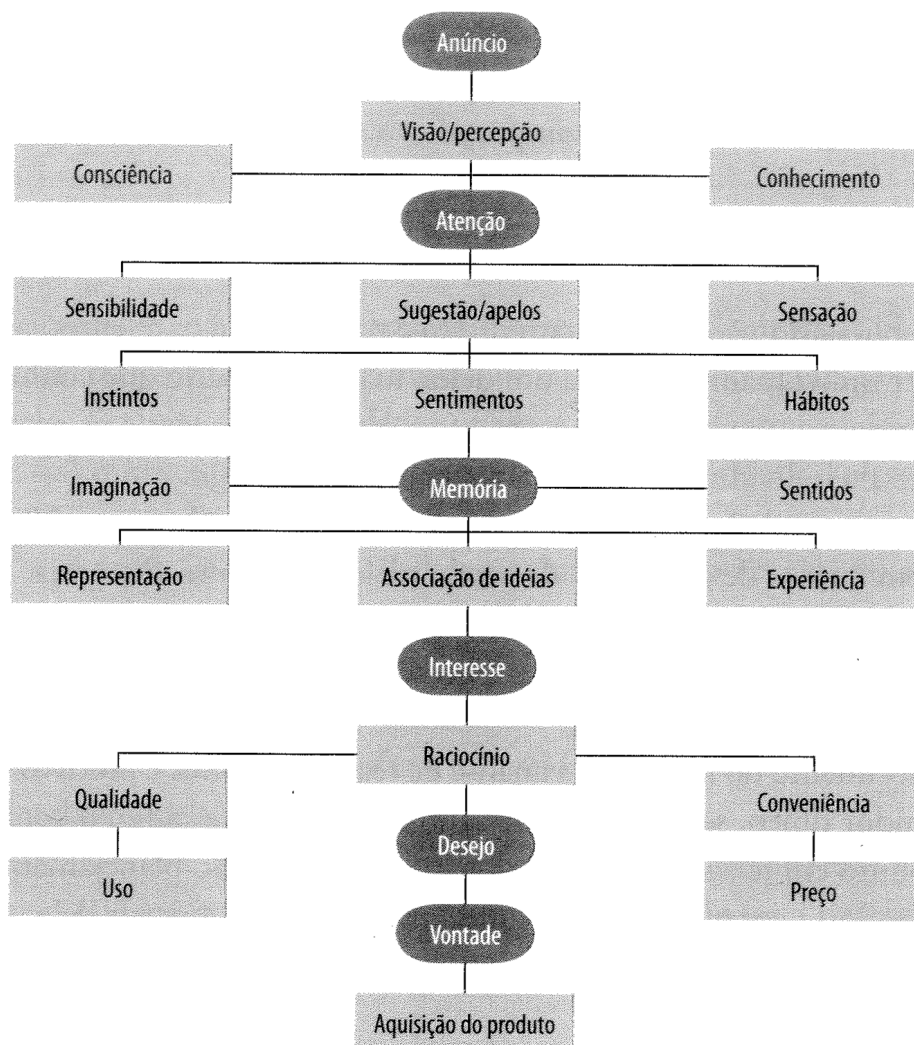 Anúncio
Visão/percepção
Consciência
Conhecimento
Atenção
Sensibilidade
Sugestão/apelos
Sensação
Instintos
Sentimentos
Hábitos
Imaginação
Memória
Sentidos
Representação
Associação de idéias
Experiência
Interesse
Raciocínio
Qualidade
Conveniência
Desejo
Uso
Preço
Vontade
Aquisição do produto